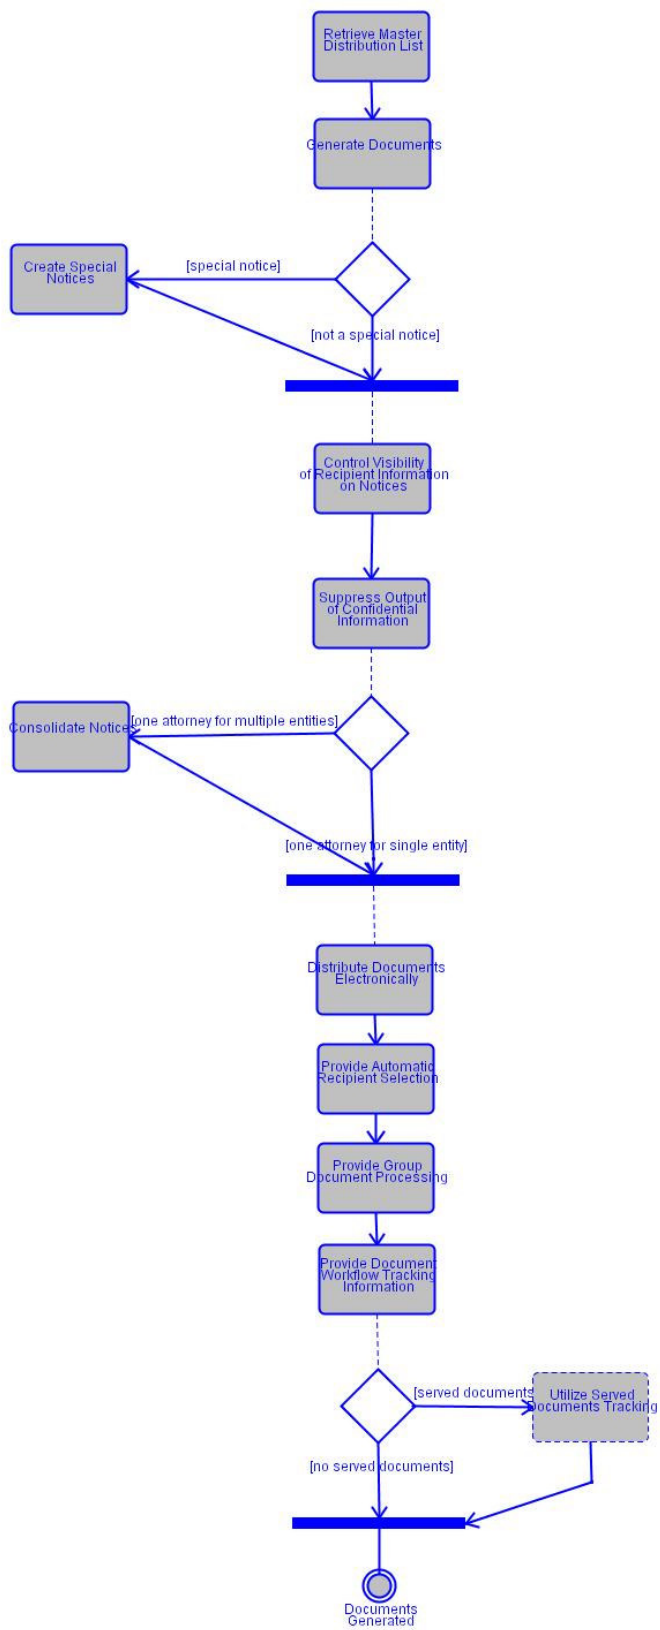 Retrieve Master
Distribution List
Generate Documents
[special notice]
Create Special
Notices
[not a special notice]
Control Visibility
of Recipient Information
on Notices
Suppress Output
of Confidential
Information
[one attorney for multiple entities]
Consolidate Notices
[one attorney for single entity]
Distribute Documents
Electronically
Provide Automatic
Recipient Selection
Provide Group
Document Processing
Provide Document
Workflow Tracking
Information
[served documents
Utilize Served
Documents Tracking
[no served documents]
Documents
Generated